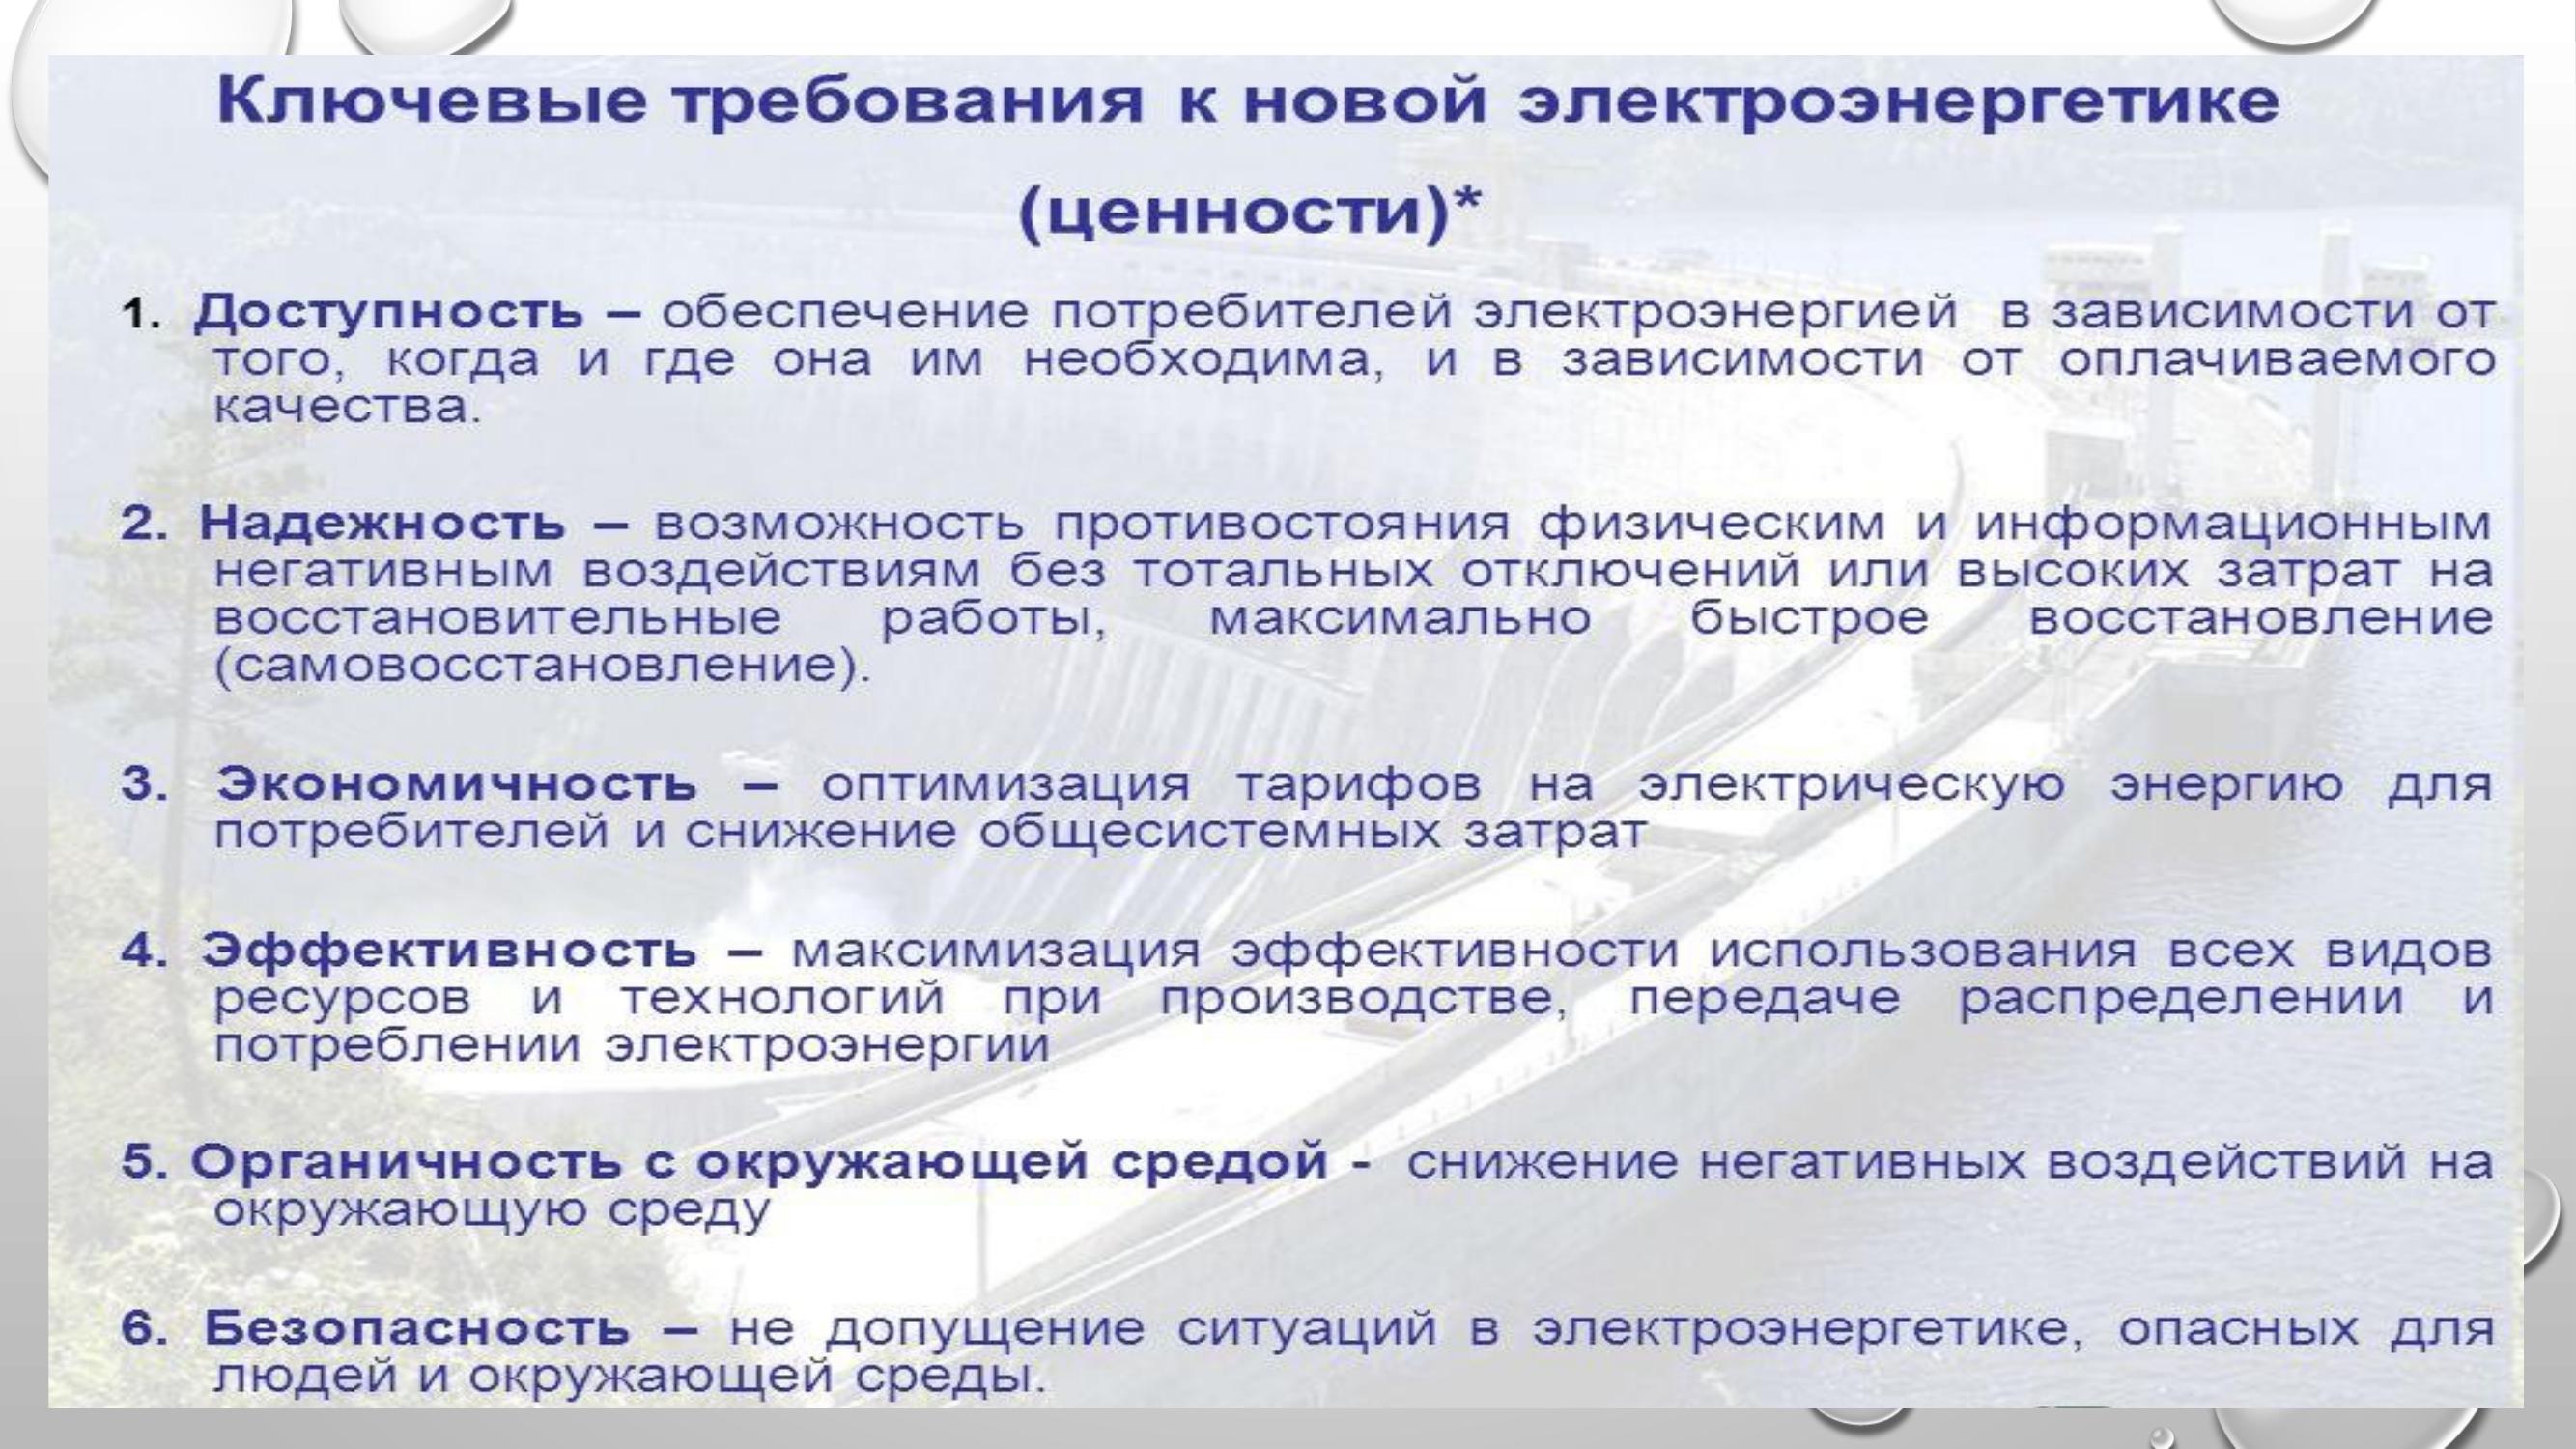 Ключевые требования к новой электроэнергетике
(ценности)*
1. Доступность – обеспечение потребителей электроэнергией в зависимости от
того, когда и где она им необходима, и в зависимости от оплачиваемого
качества.
2. Надежность – возможность противостояния физическим и информационным
негативным воздействиям без тотальных отключений или высоких затрат на
восстановительные работы, максимально быстрое восстановление
(самовосстановление).
3. Экономичность – оптимизация тарифов на электрическую энергию для
потребителей и снижение общесистемных затрат
4. Эффективность – максимизация эффективности использования всех видов
ресурсов и технологий при производстве, передаче распределении и
потреблении электроэнергии
5. Органичность с окружающей средой - снижение негативных воздействий на
окружающую среду
6. Безопасность – не допущение ситуаций в электроэнергетике, опасных для
людей и окружающей среды.